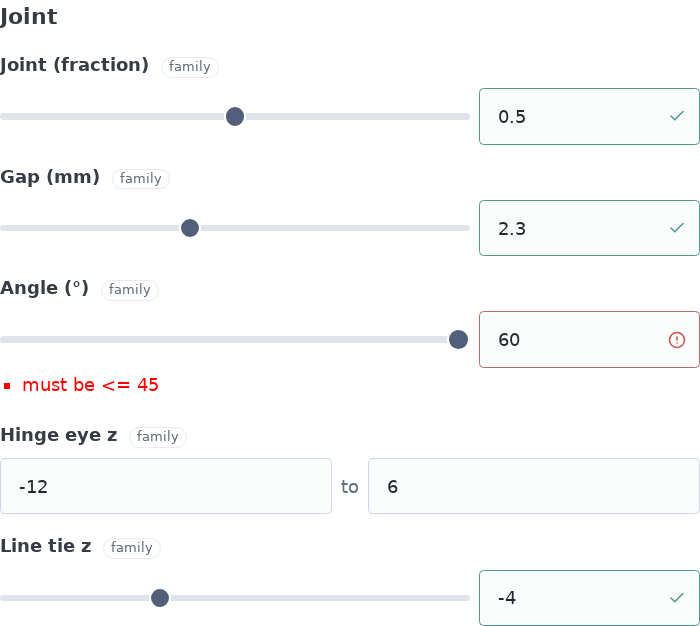 Joint
Joint (fraction) family
0.5
Gap (mm) family
2.3
Angle (°) family
60
must be <= 45
Hinge eye z family
-12 to 6
Line tie z family
-4